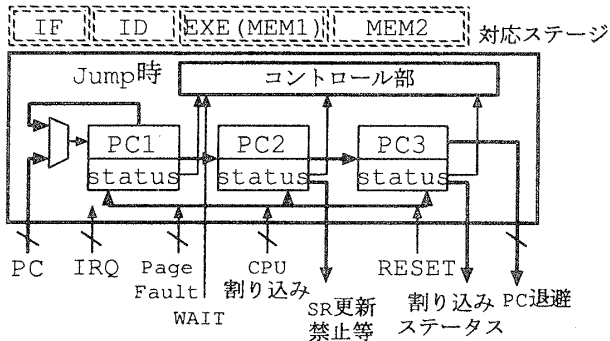 IF ID EXE(MEM1) MEM2 対応ステージ
Jump時 コントロール部
PC1 PC2 PC3
status status status
PC IRQ Page Fault CPU 割り込み RESET
WAIT SR更新 禁止等 割り込み ステータス PC退避